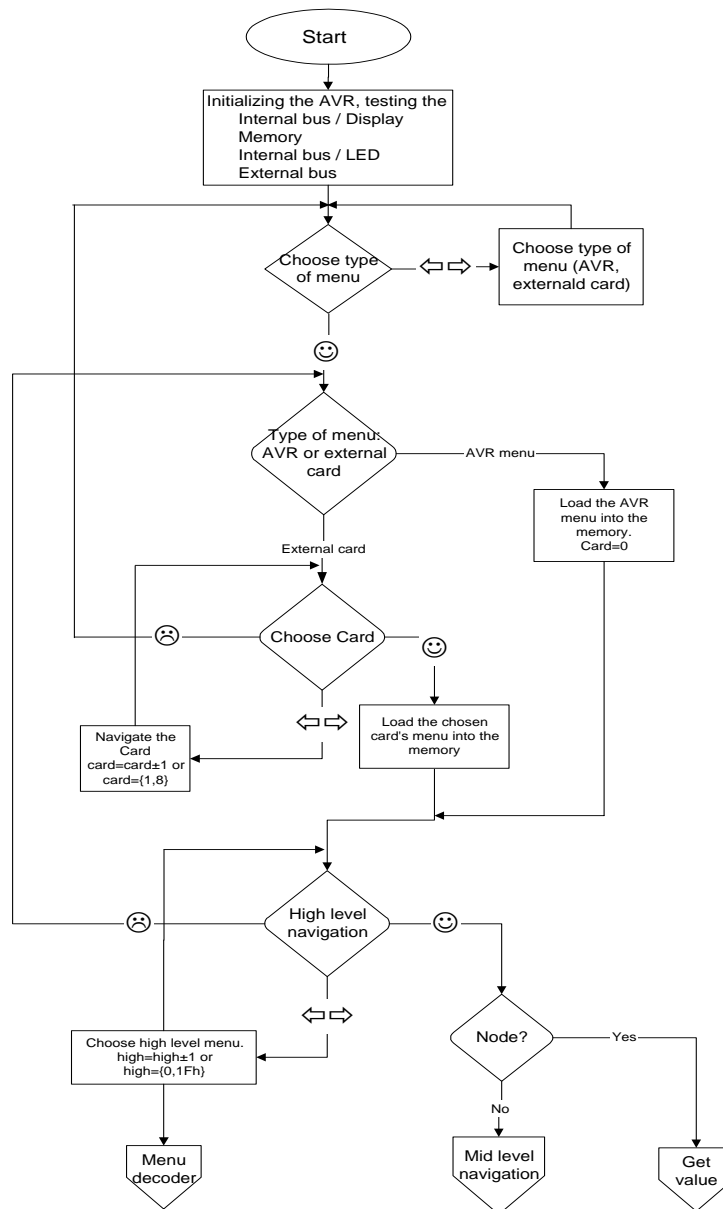 Start
Initializing the AVR, testing the
Internal bus / Display
Memory
Internal bus / LED
External bus
Choose type
of menu
Choose type of
menu (AVR,
externald card)
Type of menu:
AVR or external
card
AVR menu
Load the AVR
menu into the
memory.
Card=0
External card
Choose Card
Navigate the
Card
card=card±1 or
card={1,8}
Load the chosen
card's menu into the
memory
High level
navigation
Choose high level menu.
high=high±1 or
high={0,1Fh}
Node?
Yes
No
Menu
decoder
Mid level
navigation
Get
value